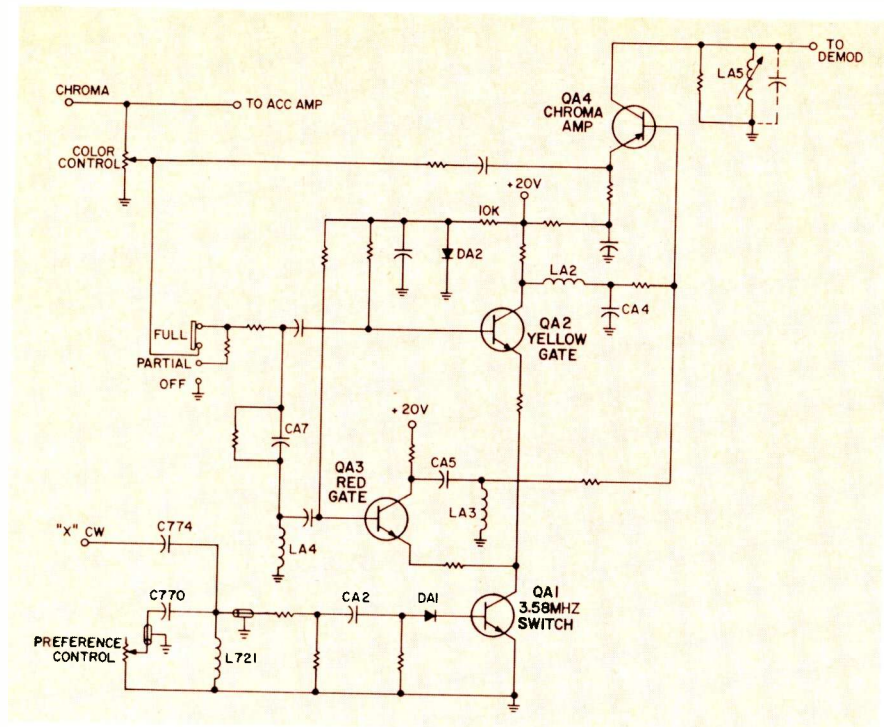 TO
DEMOD
LA5
QA4
CHROMA
AMP
CHROMA
TO ACC AMP
COLOR
CONTROL
+20V
10K
DA2
LA2
CA4
QA2
YELLOW
GATE
FULL
PARTIAL
OFF
+20V
CA7
QA3
RED
GATE
CA5
LA3
"X" CW
C774
LA4
C770
CA2
DA1
QA1
3.58MHZ
SWITCH
PREFERENCE
CONTROL
L721